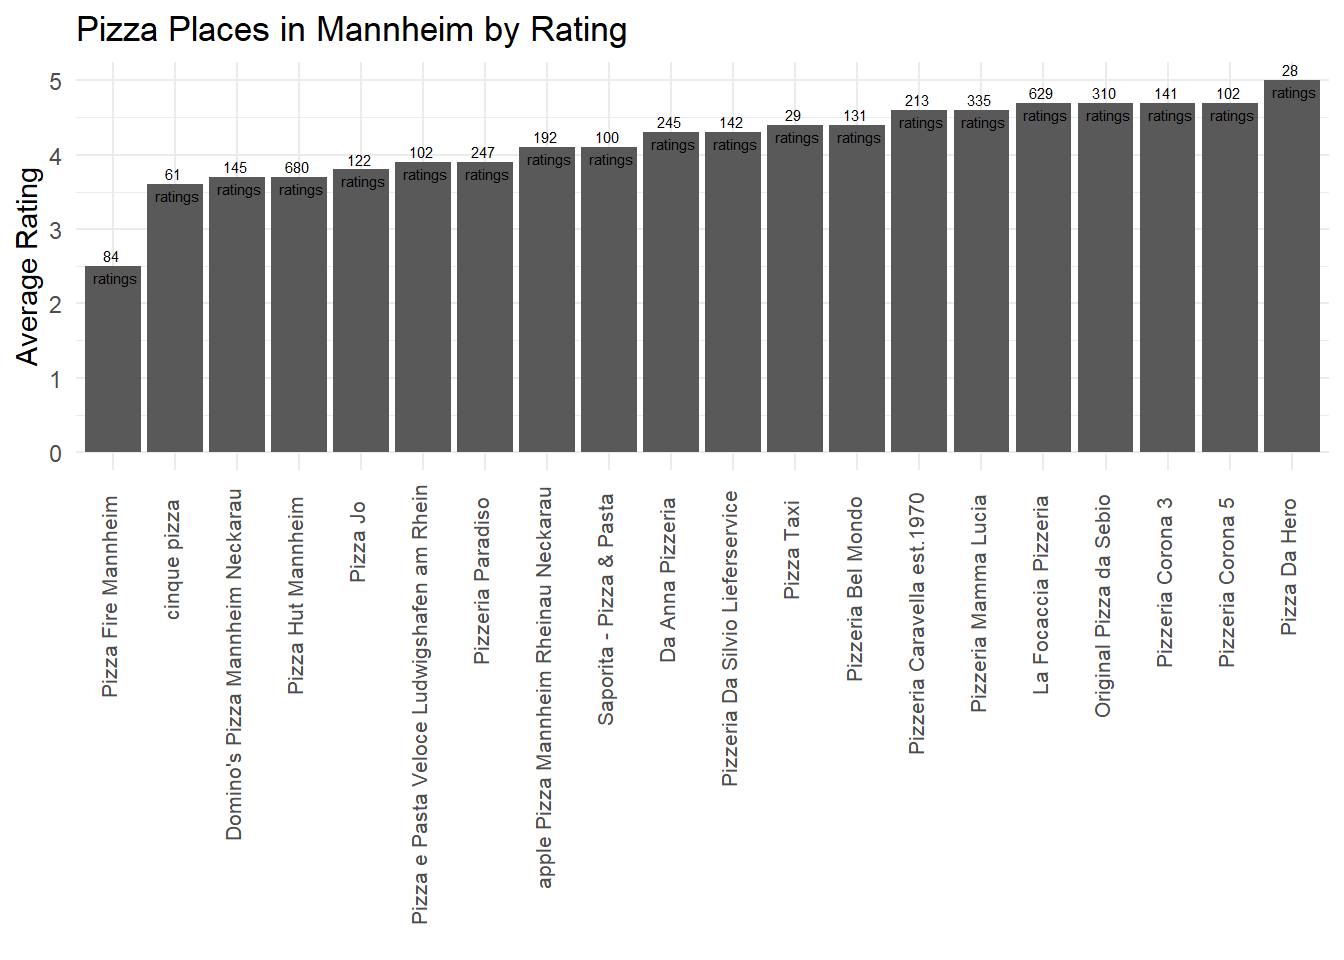 Pizza Places in Mannheim by Rating
Average Rating
5
4
3
2
1
0
84
ratings
61
ratings
145
ratings
680
ratings
122
ratings
102
ratings
247
ratings
192
ratings
100
ratings
245
ratings
142
ratings
29
ratings
131
ratings
213
ratings
335
ratings
629
ratings
310
ratings
141
ratings
102
ratings
28
ratings
Pizza Fire Mannheim
cinque pizza
Domino's Pizza Mannheim Neckarau
Pizza Hut Mannheim
Pizza Jo
Pizza e Pasta Veloce Ludwigshafen am Rhein
Pizzeria Paradiso
apple Pizza Mannheim Rheinau Neckarau
Saporita - Pizza & Pasta
Da Anna Pizzeria
Pizzeria Da Silvio Lieferservice
Pizza Taxi
Pizzeria Bel Mondo
Pizzeria Caravella est.1970
Pizzeria Mamma Lucia
La Focaccia Pizzeria
Original Pizza da Sebio
Pizzeria Corona 3
Pizzeria Corona 5
Pizza Da Hero